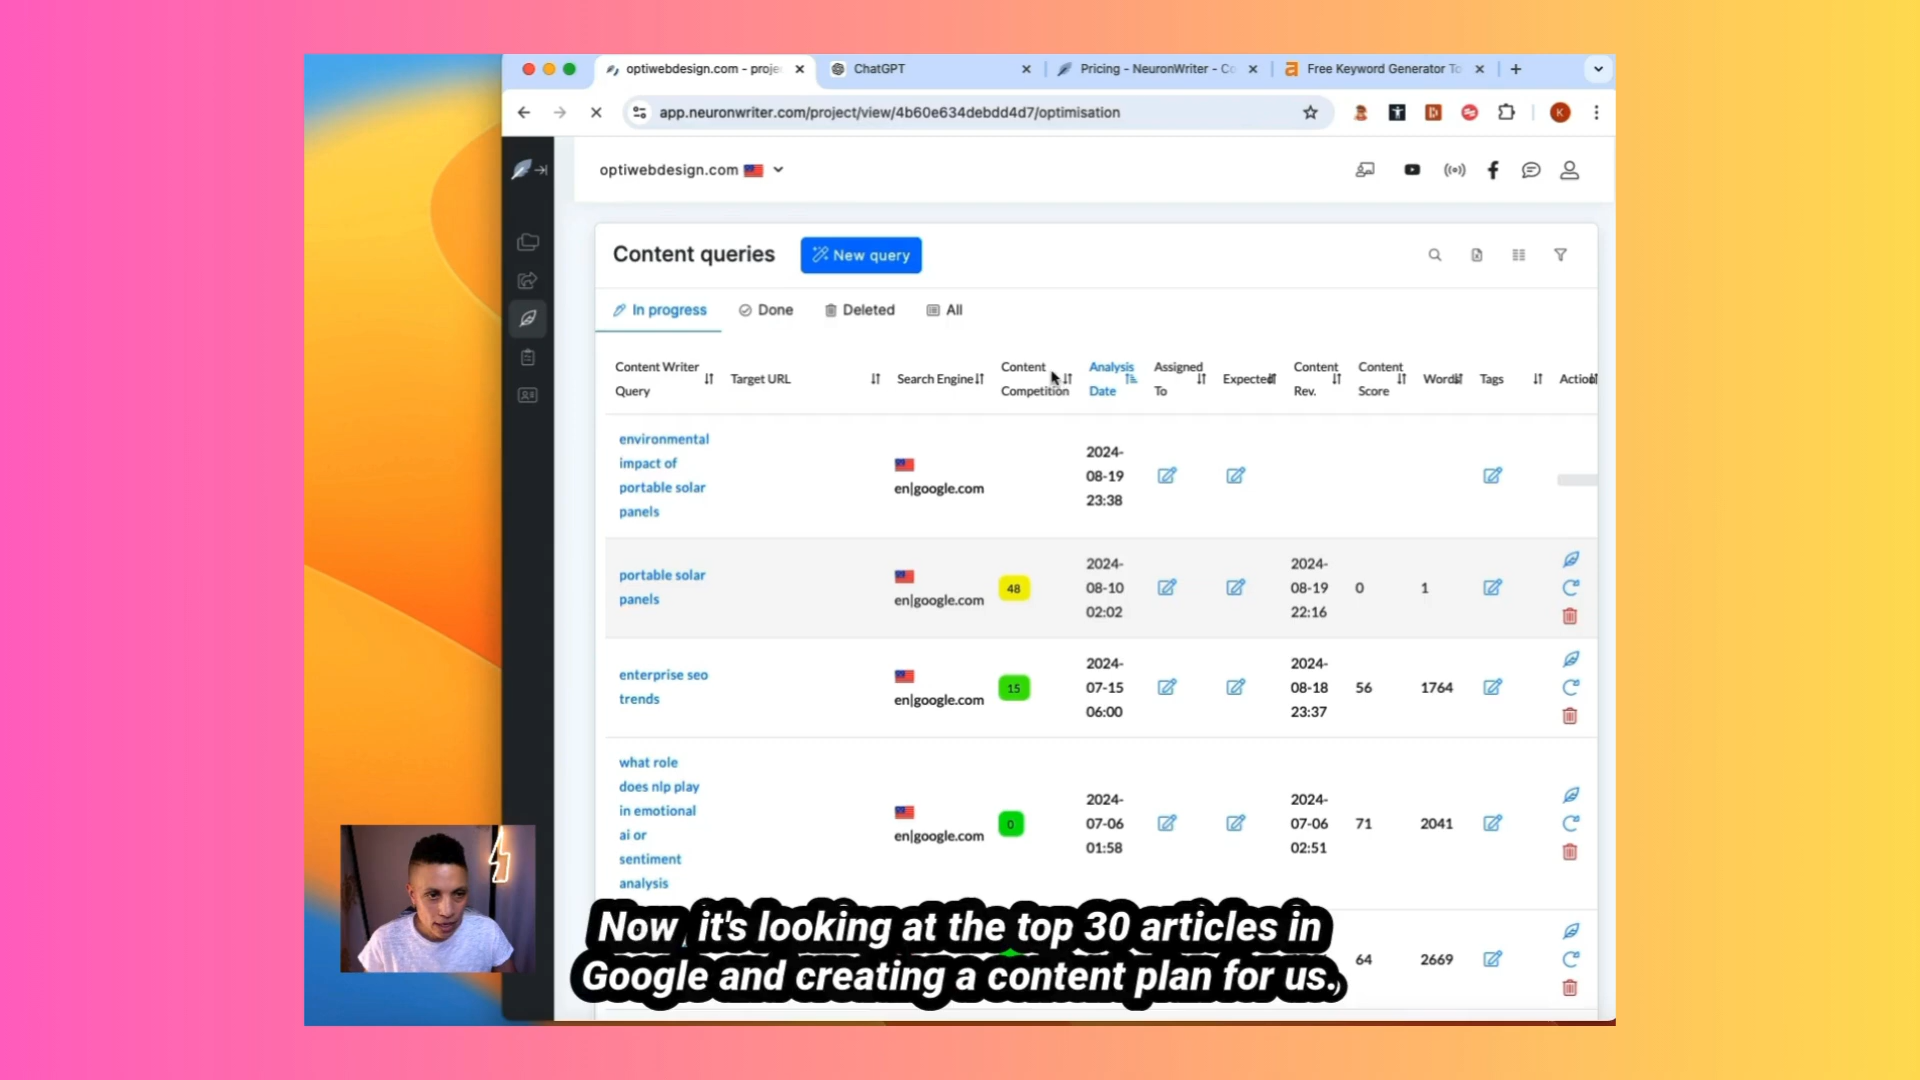 optiwebdesign.com - proje
ChatGPT
Pricing - NeuronWriter - Co
Free Keyword Generator To
app.neuronwriter.com/project/view/4b60e634debdd4d7/optimisation
K
optiwebdesign.com
Content queries
New query
In progress
Done
Deleted
All
Content Writer
Query
Target URL
Search Engine
Content
Competition
Analysis
Date
Assigned
To
Expected
Content
Rev.
Content
Score
Words
Tags
Action
environmental
impact of
portable solar
panels
en|google.com
2024-
08-19
23:38
portable solar
panels
en|google.com
48
2024-
08-10
02:02
2024-
08-19
22:16
0
1
enterprise seo
trends
en|google.com
15
2024-
07-15
06:00
2024-
08-18
23:37
56
1764
what role
does nlp play
in emotional
ai or
sentiment
analysis
en|google.com
0
2024-
07-06
01:58
2024-
07-06
02:51
71
2041
64
2669
Now, it's looking at the top 30 articles in
Google and creating a content plan for us.